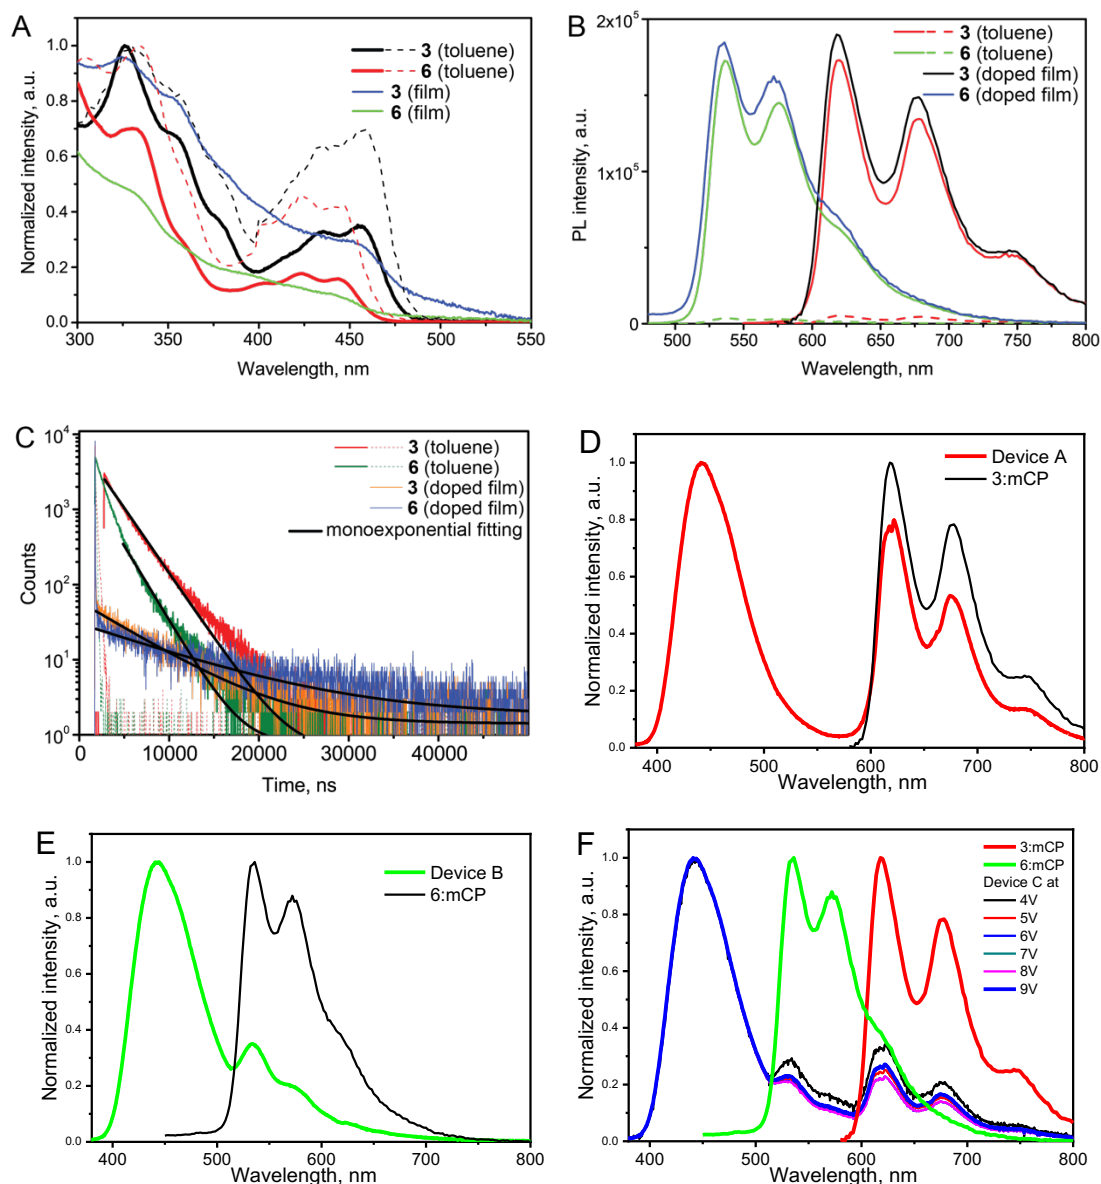 A
1.0
0.8
0.6
0.4
0.2
0.0
Normalized intensity, a.u.
3 (toluene)
6 (toluene)
3 (film)
6 (film)
300 350 400 450 500 550
Wavelength, nm
B
2x10^5
1x10^5
0
PL intensity, a.u.
3 (toluene)
6 (toluene)
3 (doped film)
6 (doped film)
500 550 600 650 700 750 800
Wavelength, nm
C
10^4
10^3
10^2
10^1
10^0
Counts
3 (toluene)
6 (toluene)
3 (doped film)
6 (doped film)
monoexponential fitting
0 10000 20000 30000 40000
Time, ns
D
1.0
0.8
0.6
0.4
0.2
0.0
Normalized intensity, a.u.
Device A
3:mCP
400 500 600 700 800
Wavelength, nm
E
1.0
0.8
0.6
0.4
0.2
0.0
Normalized intensity, a.u.
Device B
6:mCP
400 500 600 700 800
Wavelength, nm
F
1.0
0.8
0.6
0.4
0.2
0.0
Normalized intensity, a.u.
3:mCP
6:mCP
Device C at
4V
5V
6V
7V
8V
9V
400 500 600 700 800
Wavelength, nm